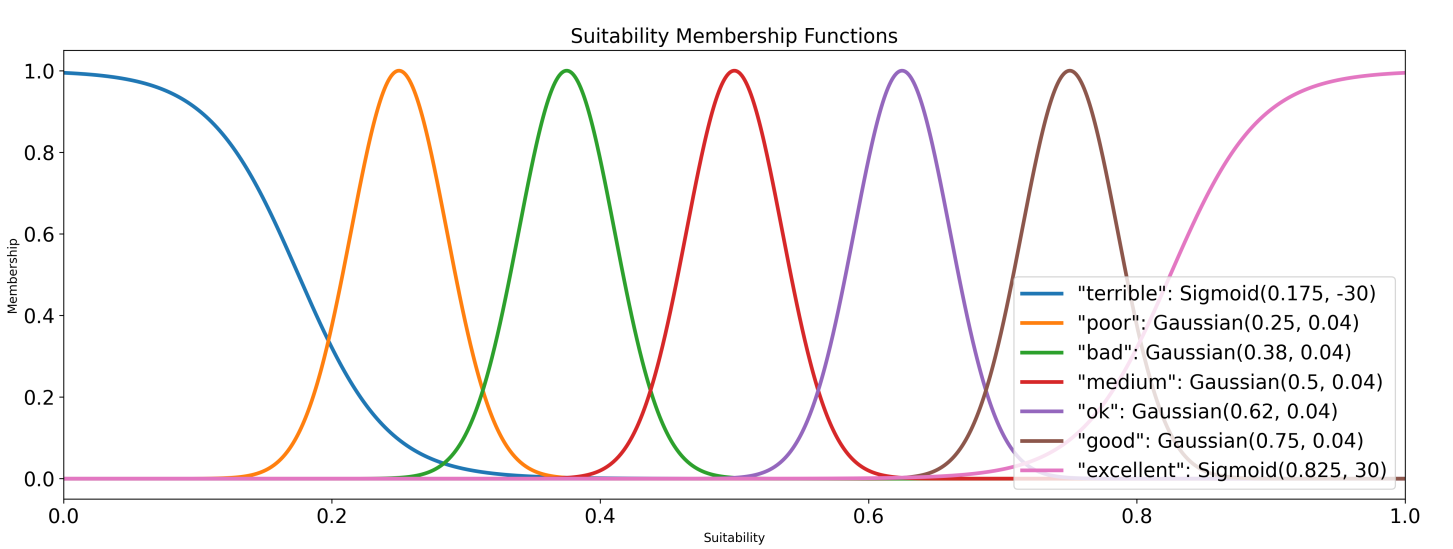 Suitability Membership Functions
1.0
0.8
0.6
0.4
0.2
0.0
Membership
"terrible": Sigmoid(0.175, -30)
"poor": Gaussian(0.25, 0.04)
"bad": Gaussian(0.38, 0.04)
"medium": Gaussian(0.5, 0.04)
"ok": Gaussian(0.62, 0.04)
"good": Gaussian(0.75, 0.04)
"excellent": Sigmoid(0.825, 30)
0.0 0.2 0.4 0.6 0.8 1.0
Suitability